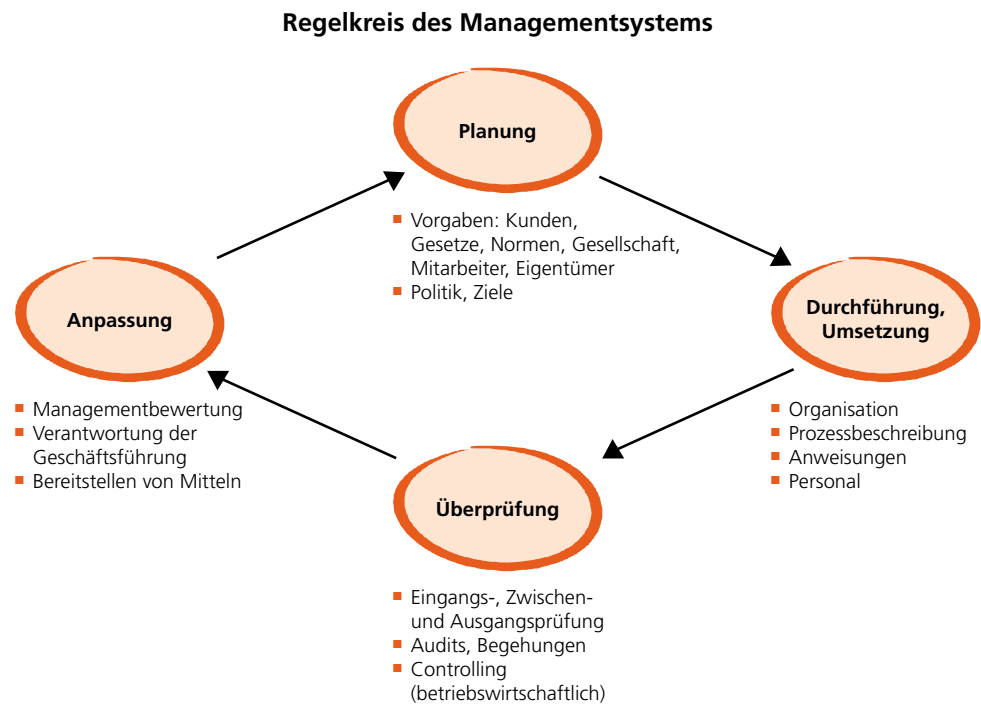 Regelkreis des Managementsystems
Planung
Vorgaben: Kunden,
Gesetze, Normen, Gesellschaft,
Mitarbeiter, Eigentümer
Politik, Ziele
Durchführung,
Umsetzung
Organisation
Prozessbeschreibung
Anweisungen
Personal
Überprüfung
Eingangs-, Zwischen-
und Ausgangsprüfung
Audits, Begehungen
Controlling
(betriebswirtschaftlich)
Anpassung
Managementbewertung
Verantwortung der
Geschäftsführung
Bereitstellen von Mitteln